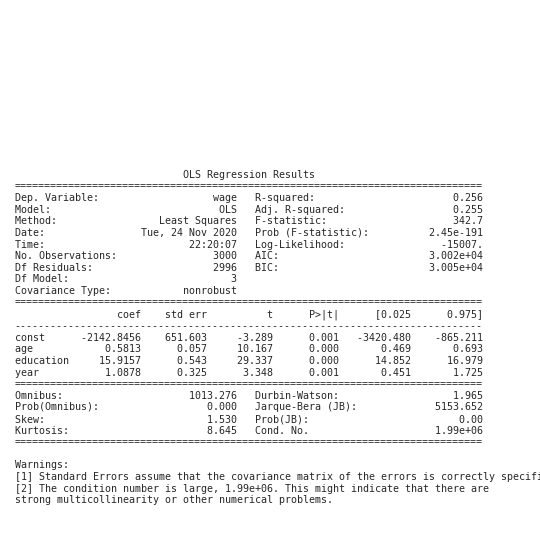 OLS Regression Results
==============================================================================
Dep. Variable:                   wage   R-squared:                       0.256
Model:                            OLS   Adj. R-squared:                  0.255
Method:                 Least Squares   F-statistic:                     342.7
Date:                Tue, 24 Nov 2020   Prob (F-statistic):          2.45e-191
Time:                        22:20:07   Log-Likelihood:                -15007.
No. Observations:                3000   AIC:                         3.002e+04
Df Residuals:                    2996   BIC:                         3.005e+04
Df Model:                           3
Covariance Type:            nonrobust
==============================================================================
                 coef    std err          t      P>|t|      [0.025      0.975]
------------------------------------------------------------------------------
const      -2142.8456    651.603     -3.289      0.001   -3420.480    -865.211
age            0.5813      0.057     10.167      0.000       0.469       0.693
education     15.9157      0.543     29.337      0.000      14.852      16.979
year           1.0878      0.325      3.348      0.001       0.451       1.725
==============================================================================
Omnibus:                     1013.276   Durbin-Watson:                   1.965
Prob(Omnibus):                  0.000   Jarque-Bera (JB):             5153.652
Skew:                           1.530   Prob(JB):                         0.00
Kurtosis:                       8.645   Cond. No.                     1.99e+06
==============================================================================
Warnings:
[1] Standard Errors assume that the covariance matrix of the errors is correctly specifi
[2] The condition number is large, 1.99e+06. This might indicate that there are
strong multicollinearity or other numerical problems.